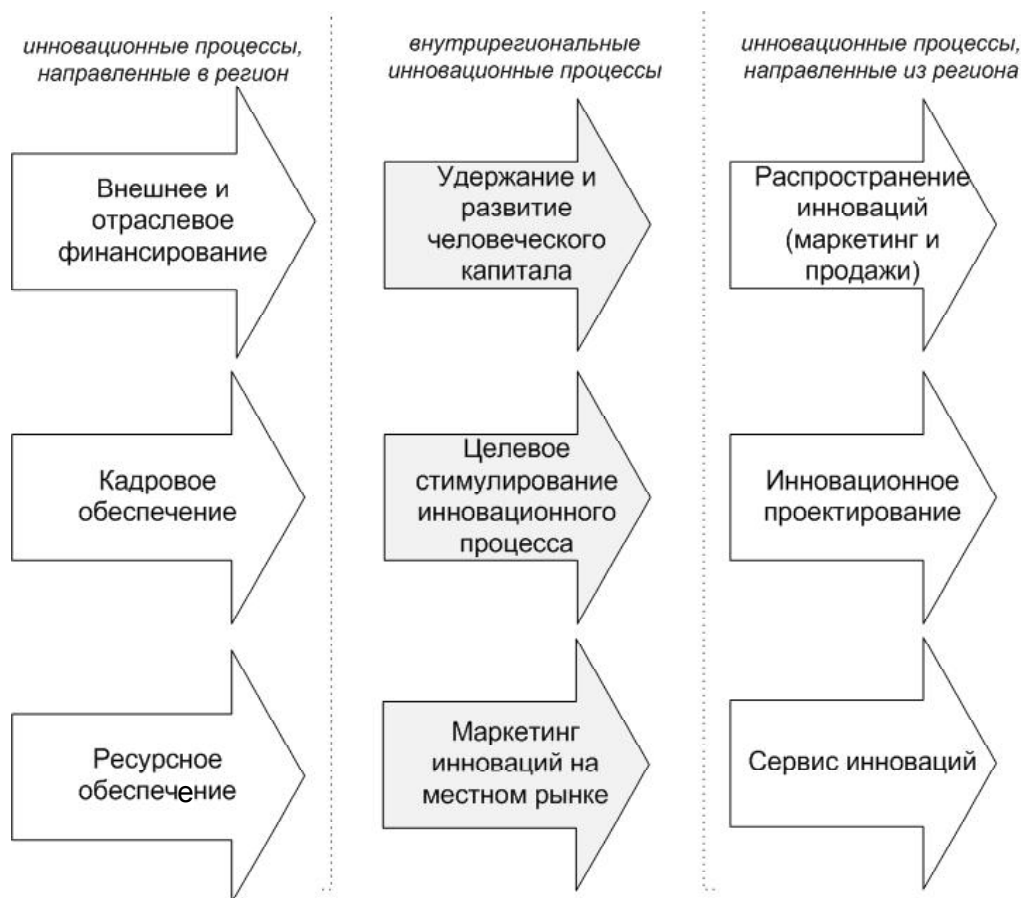 инновационные процессы,
направленные в регион
внутрирегиональные
инновационные процессы
инновационные процессы,
направленные из региона
Внешнее и
отраслевое
финансирование
Удержание и
развитие
человеческого
капитала
Распространение
инноваций
(маркетинг и
продажи)
Кадровое
обеспечение
Целевое
стимулирование
инновационного
процесса
Инновационное
проектирование
Ресурсное
обеспечение
Маркетинг
инноваций на
местном рынке
Сервис инноваций